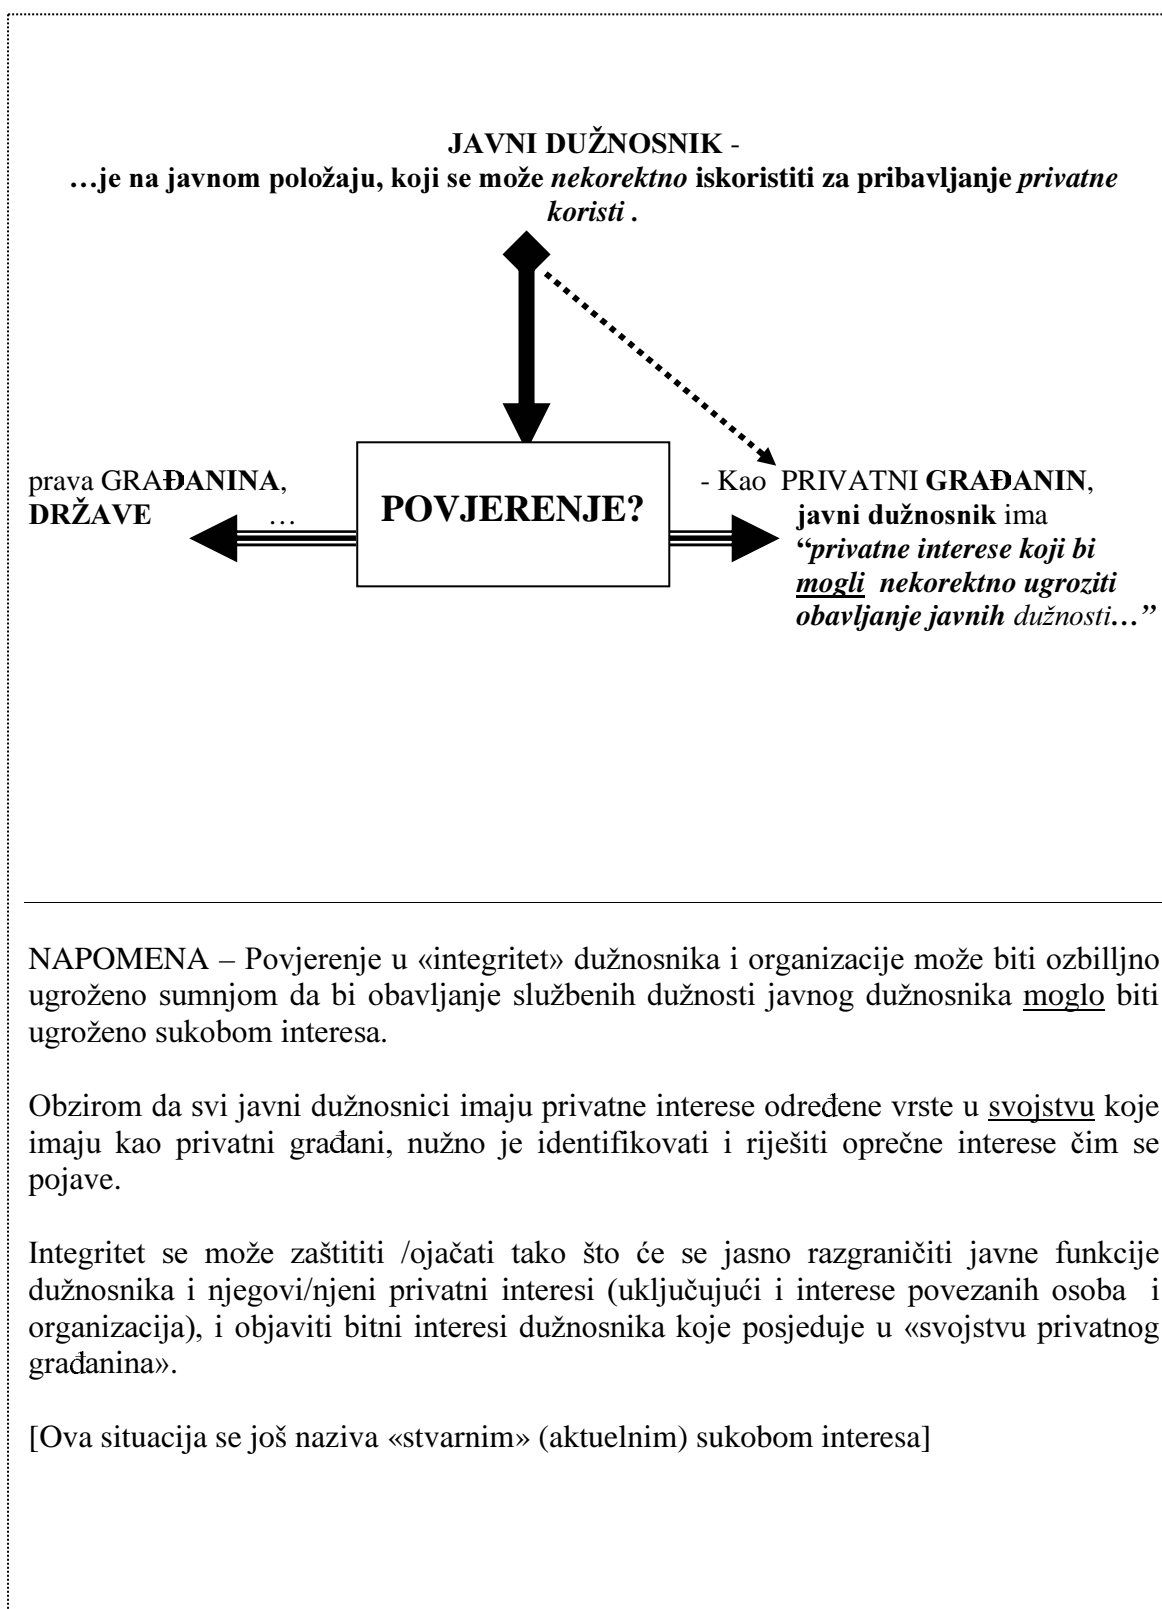 JAVNI DUŽNOSNIK -
…je na javnom položaju, koji se može nekorektno iskoristiti za pribavljanje privatne
koristi .
prava GRAĐANINA,
DRŽAVE …
POVJERENJE?
- Kao PRIVATNI GRAĐANIN,
javni dužnosnik ima
“privatne interese koji bi
mogli nekorektno ugroziti
obavljanje javnih dužnosti…”
NAPOMENA – Povjerenje u «integritet» dužnosnika i organizacije može biti ozbilljno
ugroženo sumnjom da bi obavljanje službenih dužnosti javnog dužnosnika moglo biti
ugroženo sukobom interesa.
Obzirom da svi javni dužnosnici imaju privatne interese određene vrste u svojstvu koje
imaju kao privatni građani, nužno je identifikovati i riješiti oprečne interese čim se
pojave.
Integritet se može zaštititi /ojačati tako što će se jasno razgraničiti javne funkcije
dužnosnika i njegovi/njeni privatni interesi (uključujući i interese povezanih osoba i
organizacija), i objaviti bitni interesi dužnosnika koje posjeduje u «svojstvu privatnog
građanina».
[Ova situacija se još naziva «stvarnim» (aktuelnim) sukobom interesa]